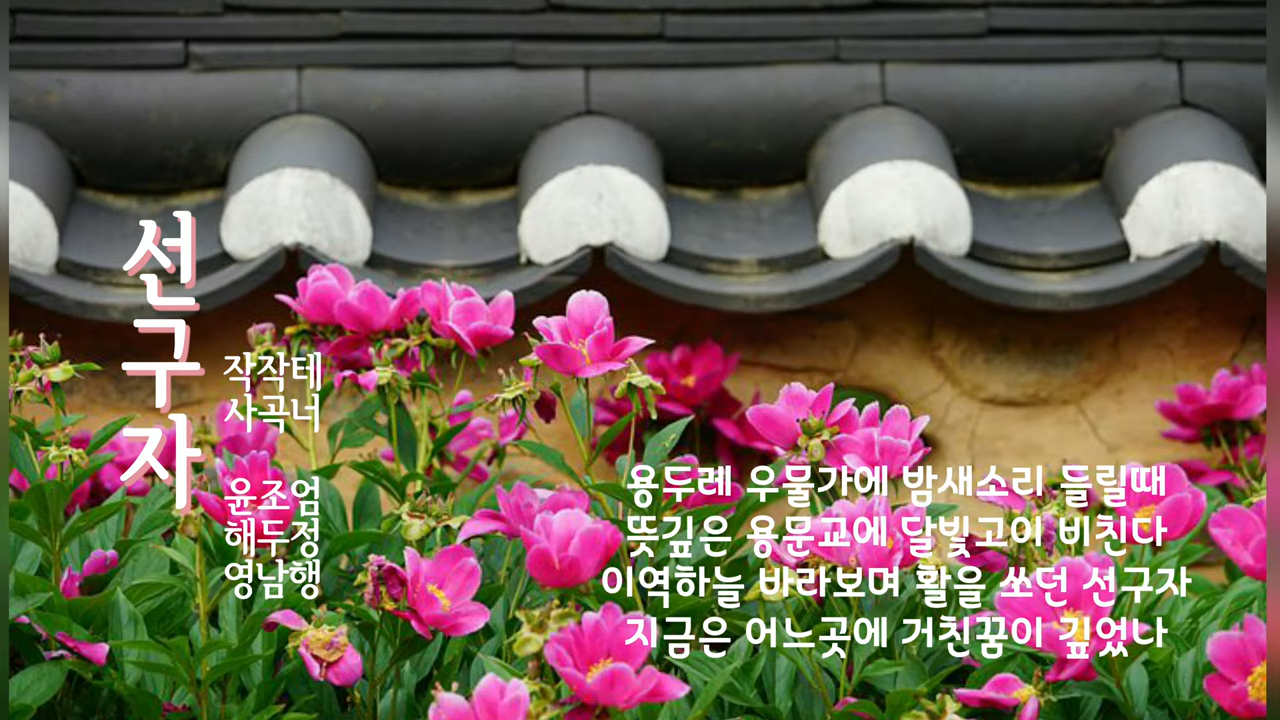 선구자
작사 윤해영
작곡 조두남
테너 엄정행
용두레 우물가에 밤새소리 들릴때
뜻깊은 용문교에 달빛고이 비친다
이역하늘 바라보며 활을 쏘던 선구자
지금은 어느곳에 거친꿈이 깊었나